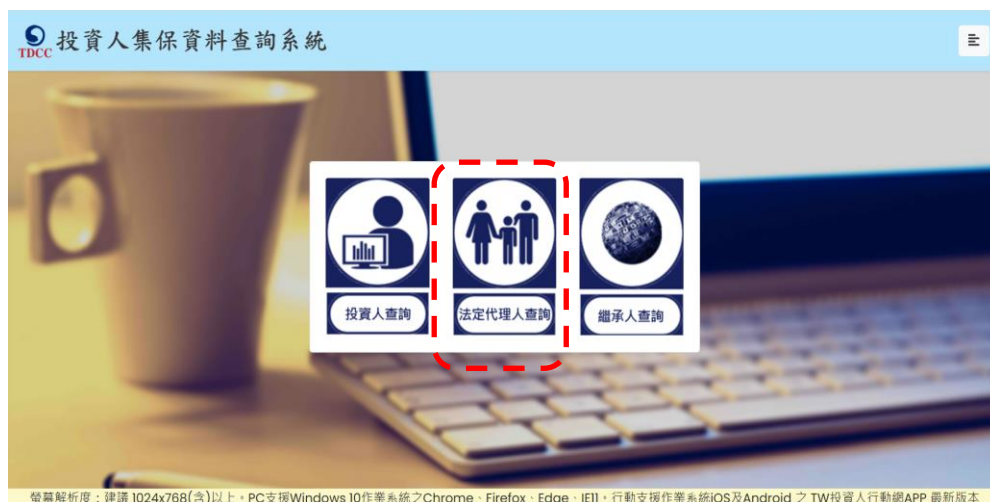 TDCC 投資人集保資料查詢系統
投資人查詢
法定代理人查詢
繼承人查詢
螢幕解析度：建議 1024x768(含)以上。PC支援Windows 10作業系統之Chrome、Firefox、Edge、IE11，行動支援作業系統iOS及Android 之 TW投資人行動網APP 最新版本